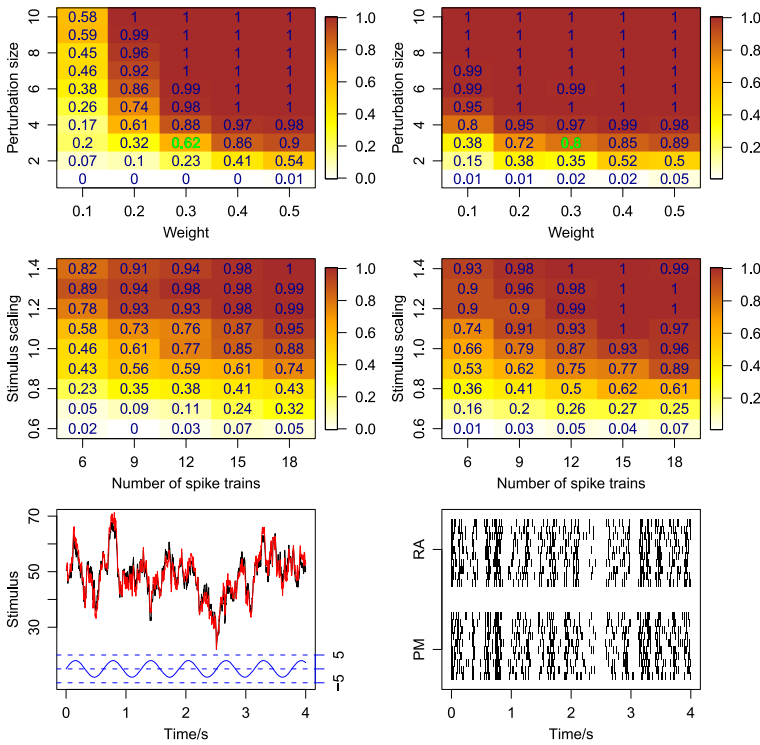 Perturbation size
10 0.58 1 1 1 1
0.59 0.99 1 1 1
8 0.45 0.96 1 1 1
0.46 0.92 1 1 1
6 0.38 0.86 0.99 1 1
0.26 0.74 0.98 1 1
4 0.17 0.61 0.88 0.97 0.98
0.2 0.32 0.62 0.86 0.9
2 0.07 0.1 0.23 0.41 0.54
0 0 0 0 0.01
0.1 0.2 0.3 0.4 0.5
Weight
1.0
0.8
0.6
0.4
0.2
0.0
Perturbation size
10 1 1 1 1 1
1 1 1 1 1
8 1 1 1 1 1
0.99 1 1 1 1
6 0.99 1 0.99 1 1
0.95 1 1 1 1
4 0.8 0.95 0.97 0.99 0.98
0.38 0.72 0.8 0.85 0.89
2 0.15 0.38 0.35 0.52 0.5
0.01 0.01 0.02 0.02 0.05
0.1 0.2 0.3 0.4 0.5
Weight
1.0
0.8
0.6
0.4
0.2
Stimulus scaling
1.4 0.82 0.91 0.94 0.98 1
0.89 0.94 0.98 0.98 0.99
1.2 0.78 0.93 0.93 0.98 0.99
0.58 0.73 0.76 0.87 0.95
1.0 0.46 0.61 0.77 0.85 0.88
0.43 0.56 0.59 0.61 0.74
0.8 0.23 0.35 0.38 0.41 0.43
0.05 0.09 0.11 0.24 0.32
0.6 0.02 0 0.03 0.07 0.05
6 9 12 15 18
Number of spike trains
1.0
0.8
0.6
0.4
0.2
0.0
Stimulus scaling
1.4 0.93 0.98 1 1 0.99
0.9 0.96 0.99 1 1
1.2 0.9 0.9 0.99 1 1
0.74 0.91 0.93 1 0.97
1.0 0.66 0.79 0.87 0.93 0.96
0.53 0.62 0.75 0.77 0.89
0.8 0.36 0.41 0.5 0.62 0.61
0.16 0.2 0.26 0.27 0.25
0.6 0.01 0.03 0.05 0.04 0.07
6 9 12 15 18
Number of spike trains
1.0
0.8
0.6
0.4
0.2
Stimulus
70
50
30
5
−5
0 1 2 3 4
Time/s
RA
PM
0 1 2 3 4
Time/s